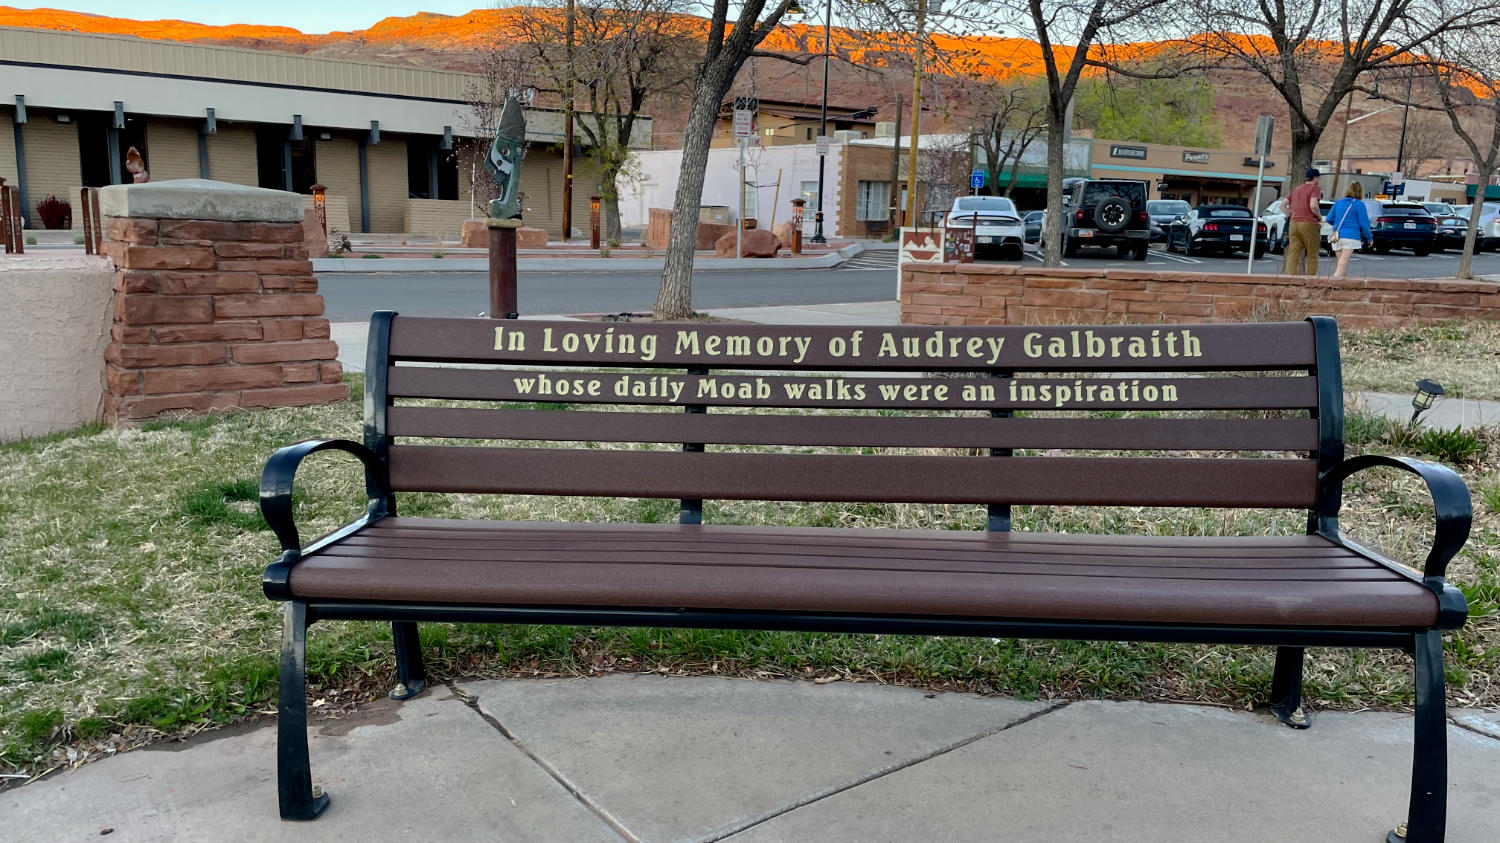 In Loving Memory of Audrey Galbraith
whose daily Moab walks were an inspiration